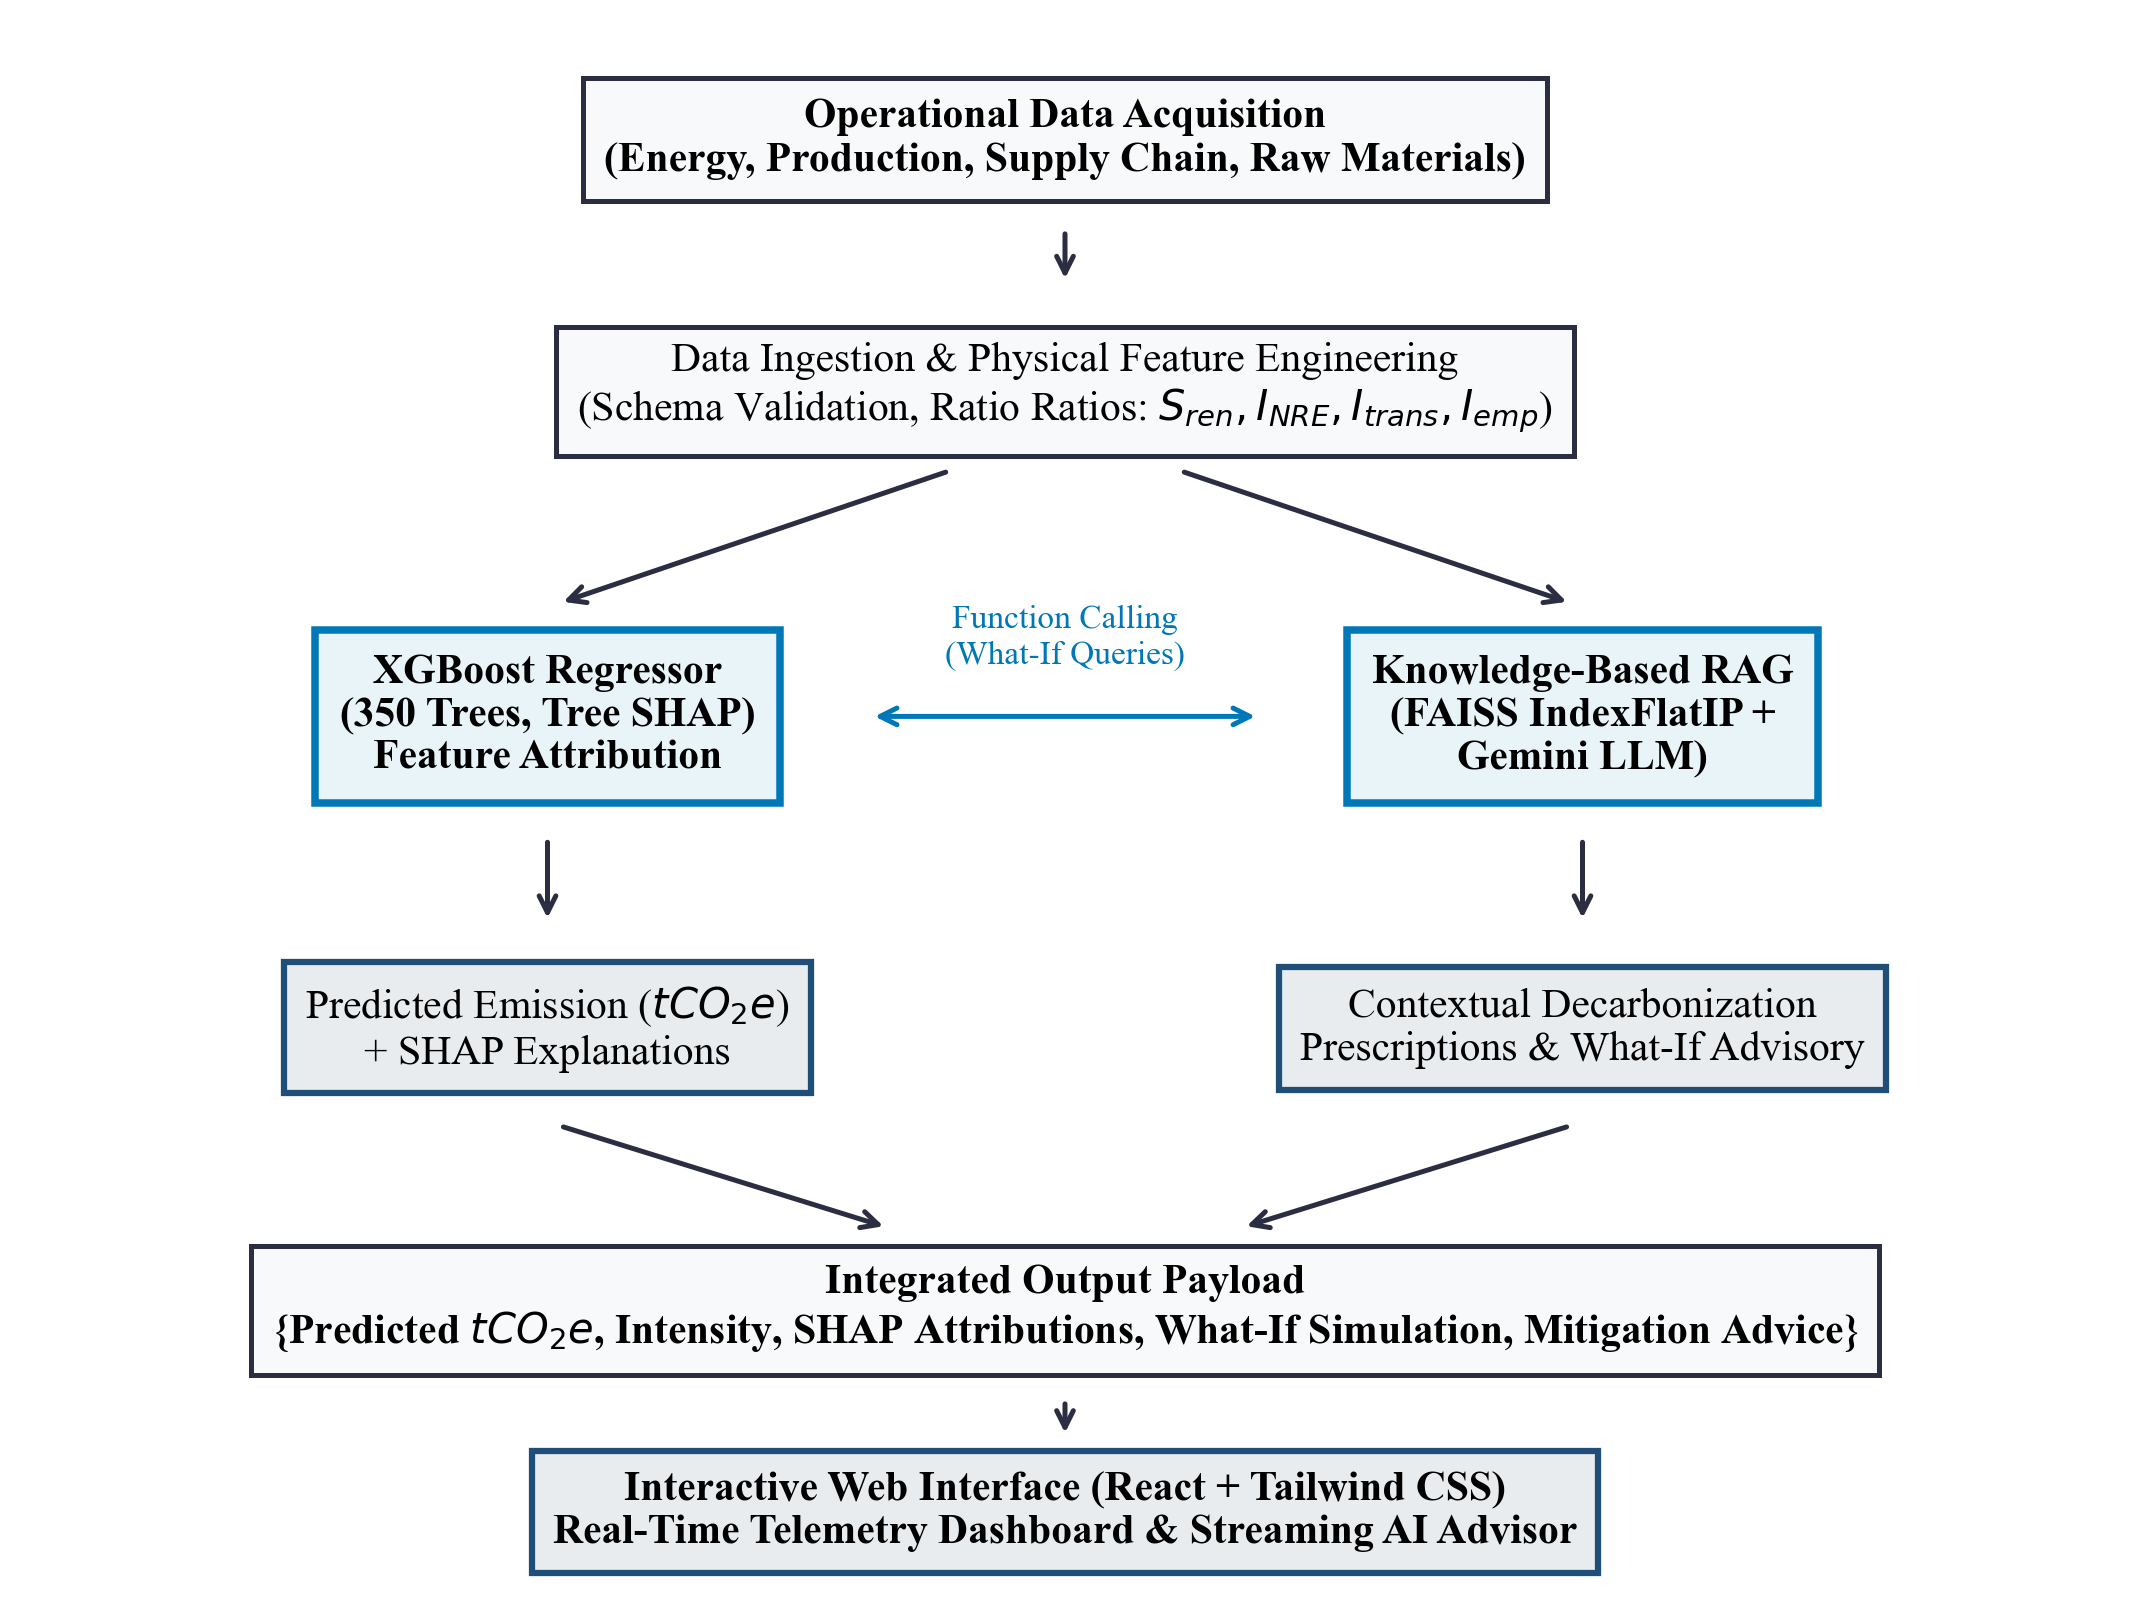 Operational Data Acquisition
(Energy, Production, Supply Chain, Raw Materials)
Data Ingestion & Physical Feature Engineering
(Schema Validation, Ratio Ratios: S_ren, I_NRE, I_trans, I_emp)
Function Calling
(What-If Queries)
XGBoost Regressor
(350 Trees, Tree SHAP)
Feature Attribution
Knowledge-Based RAG
(FAISS IndexFlatIP +
Gemini LLM)
Predicted Emission (tCO₂e)
+ SHAP Explanations
Contextual Decarbonization
Prescriptions & What-If Advisory
Integrated Output Payload
{Predicted tCO₂e, Intensity, SHAP Attributions, What-If Simulation, Mitigation Advice}
Interactive Web Interface (React + Tailwind CSS)
Real-Time Telemetry Dashboard & Streaming AI Advisor